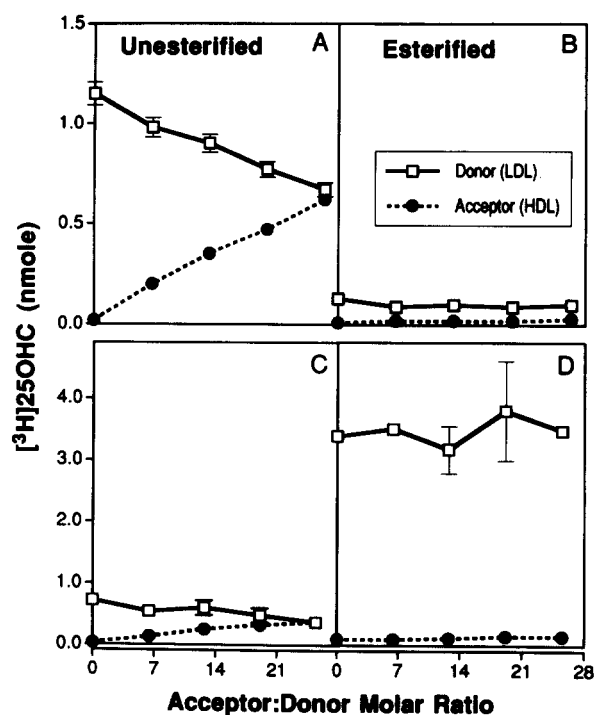 Unesterified A
Esterified B
1.5
1.0
0.5
0.0
Donor (LDL)
Acceptor (HDL)
[³H]25OHC (nmole)
C
D
4.0
3.0
2.0
1.0
0.0
0 7 14 21 0 7 14 21 28
Acceptor:Donor Molar Ratio